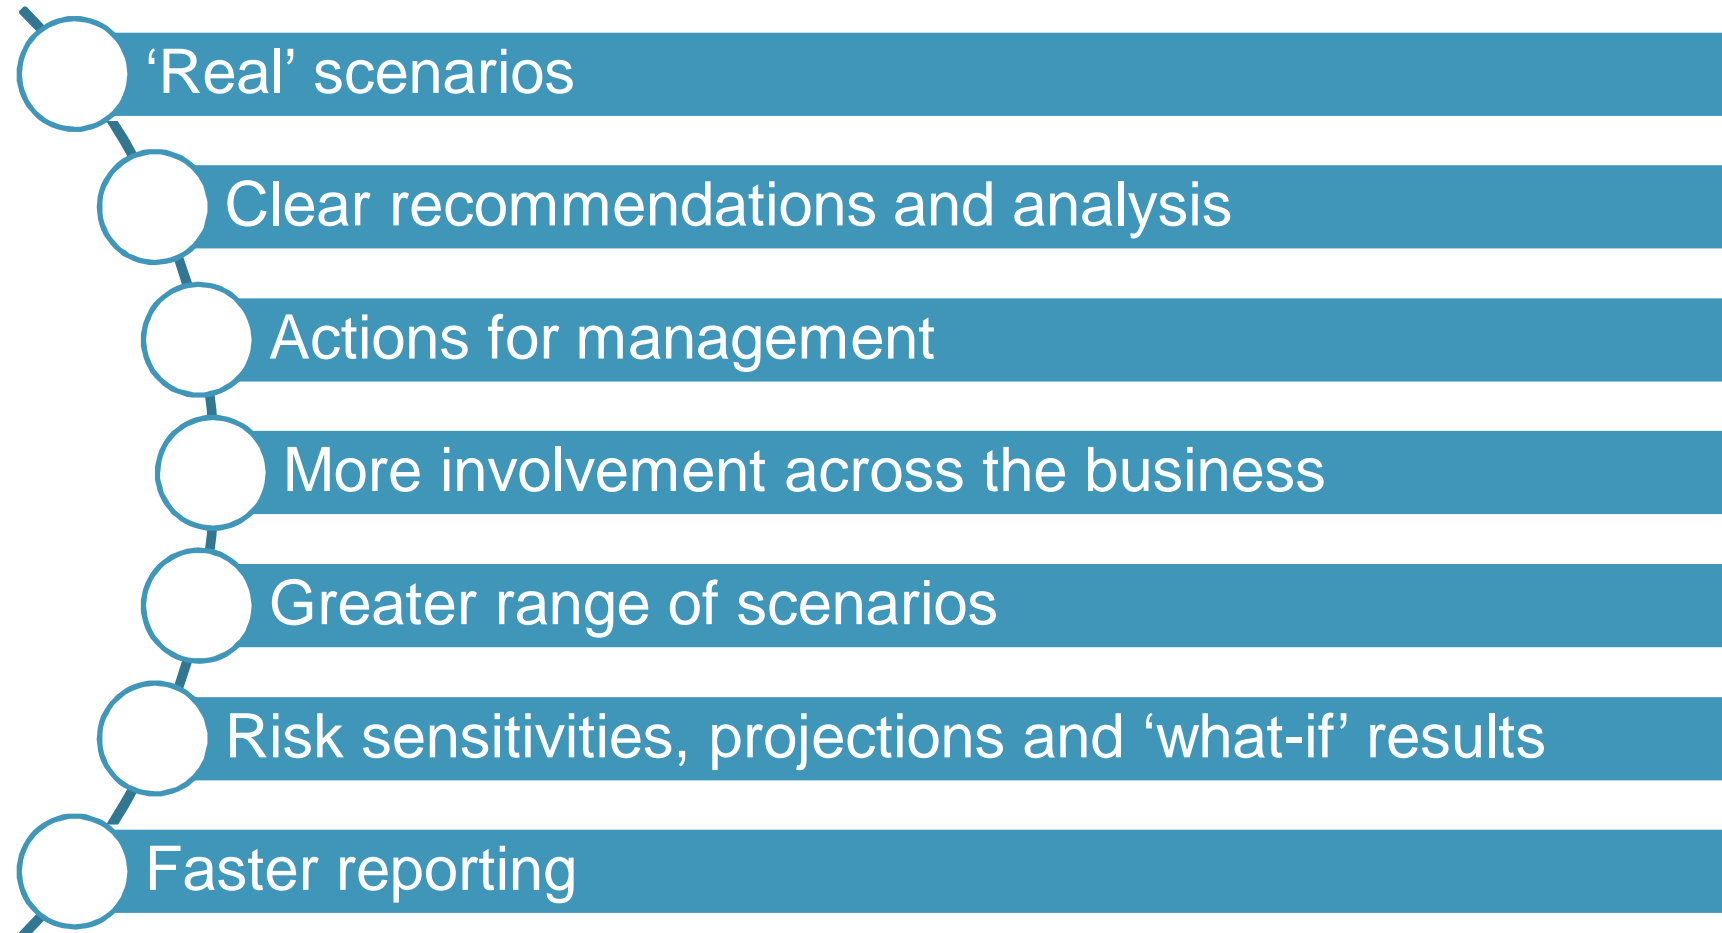 ‘Real’ scenarios
Clear recommendations and analysis
Actions for management
More involvement across the business
Greater range of scenarios
Risk sensitivities, projections and ‘what-if’ results
Faster reporting